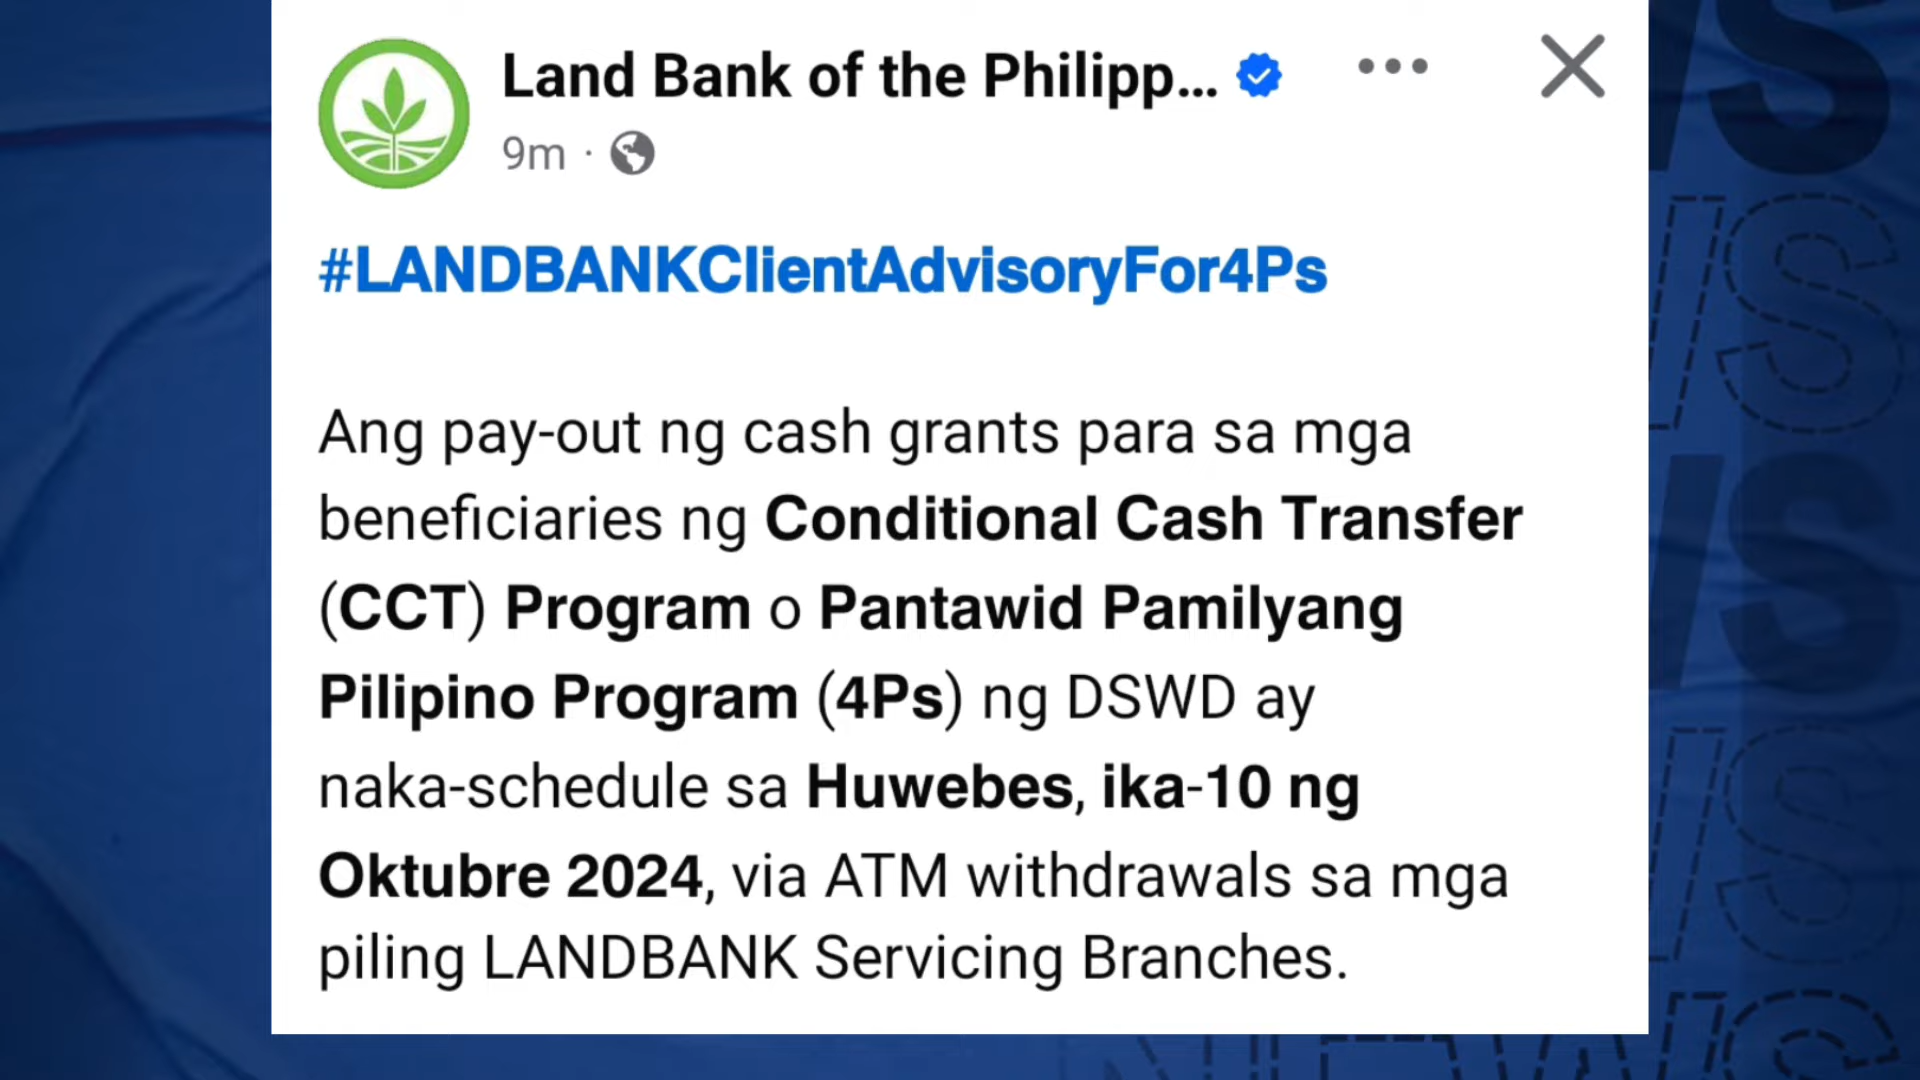 Land Bank of the Philipp...
9m ·
#LANDBANKClientAdvisoryFor4Ps
Ang pay-out ng cash grants para sa mga
beneficiaries ng Conditional Cash Transfer
(CCT) Program o Pantawid Pamilyang
Pilipino Program (4Ps) ng DSWD ay
naka-schedule sa Huwebes, ika-10 ng
Oktubre 2024, via ATM withdrawals sa mga
piling LANDBANK Servicing Branches.